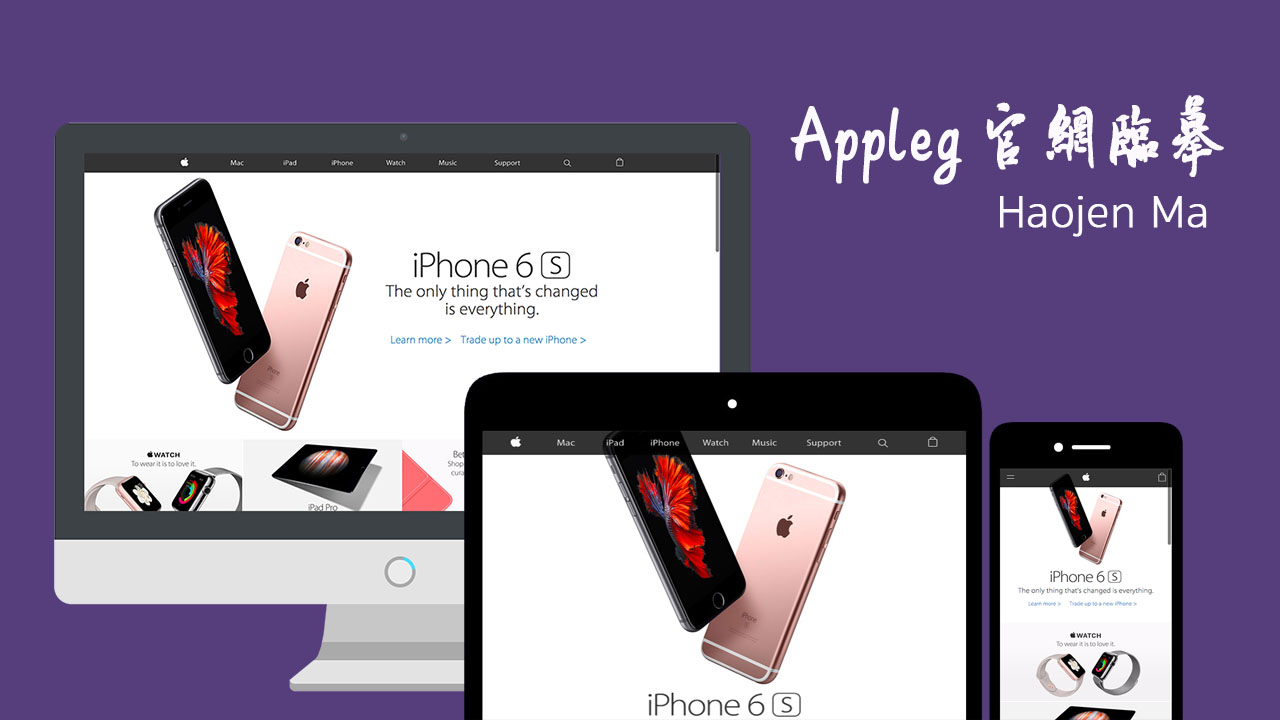 Appleg 官網臨摹
Haojen Ma
Mac iPad iPhone Watch Music Support
iPhone 6 S
The only thing that's changed
is everything.
Learn more > Trade up to a new iPhone >
WATCH
To wear it is to love it.
iPad Pro
Mac iPad iPhone Watch Music Support
iPhone 6 S
iPhone 6 S
The only thing that's changed is everything.
Learn more > Trade up to a new iPhone >
WATCH
To wear it is to love it.